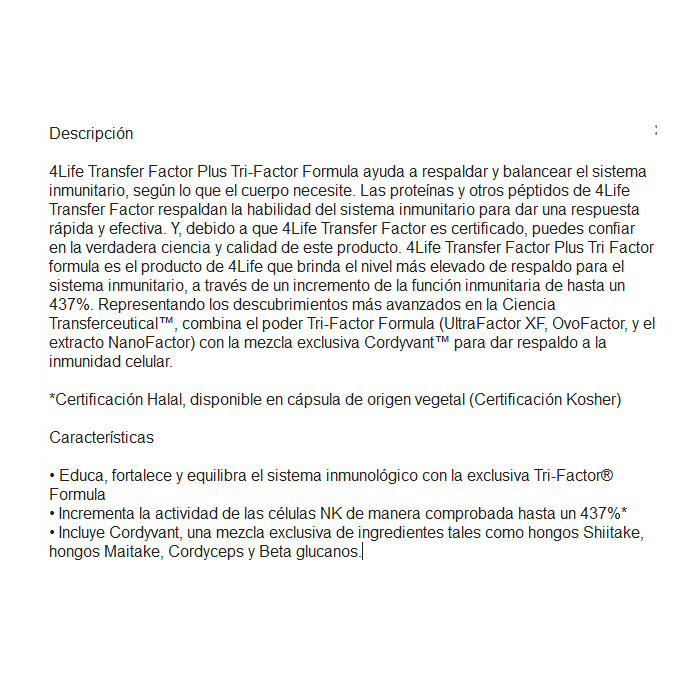 Descripción
4Life Transfer Factor Plus Tri-Factor Formula ayuda a respaldar y balancear el sistema
inmunitario, según lo que el cuerpo necesite. Las proteínas y otros péptidos de 4Life
Transfer Factor respaldan la habilidad del sistema inmunitario para dar una respuesta
rápida y efectiva. Y, debido a que 4Life Transfer Factor es certificado, puedes confiar
en la verdadera ciencia y calidad de este producto. 4Life Transfer Factor Plus Tri Factor
formula es el producto de 4Life que brinda el nivel más elevado de respaldo para el
sistema inmunitario, a través de un incremento de la función inmunitaria de hasta un
437%. Representando los descubrimientos más avanzados en la Ciencia
Transferceutical™, combina el poder Tri-Factor Formula (UltraFactor XF, OvoFactor, y el
extracto NanoFactor) con la mezcla exclusiva Cordyvant™ para dar respaldo a la
inmunidad celular.
*Certificación Halal, disponible en cápsula de origen vegetal (Certificación Kosher)
Características
• Educa, fortalece y equilibra el sistema inmunológico con la exclusiva Tri-Factor®
Formula
• Incrementa la actividad de las células NK de manera comprobada hasta un 437%*
• Incluye Cordyvant, una mezcla exclusiva de ingredientes tales como hongos Shiitake,
hongos Maitake, Cordyceps y Beta glucanos.